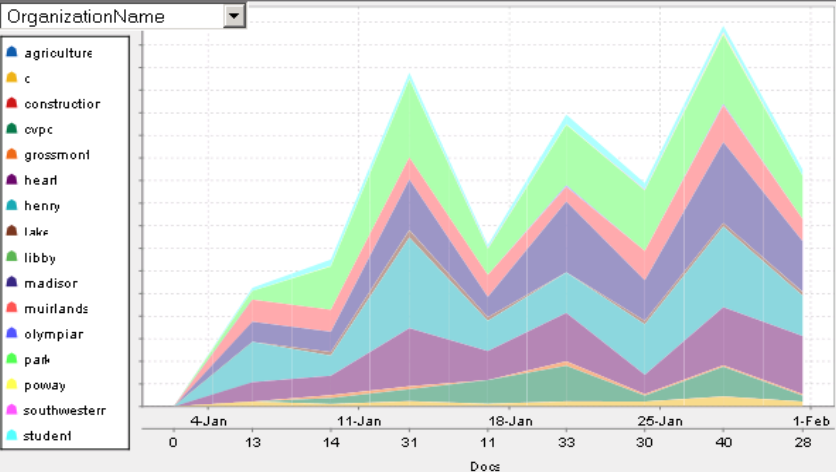 OrganizationName
agriculture
c
construction
cvpc
grossmont
heart
henry
lake
libby
madisor
muirlands
olympiar
park
poway
southwesterr
student
4-Jan 11-Jan 18-Jan 25-Jan 1-Feb
0 13 14 31 11 33 30 40 28
Docs